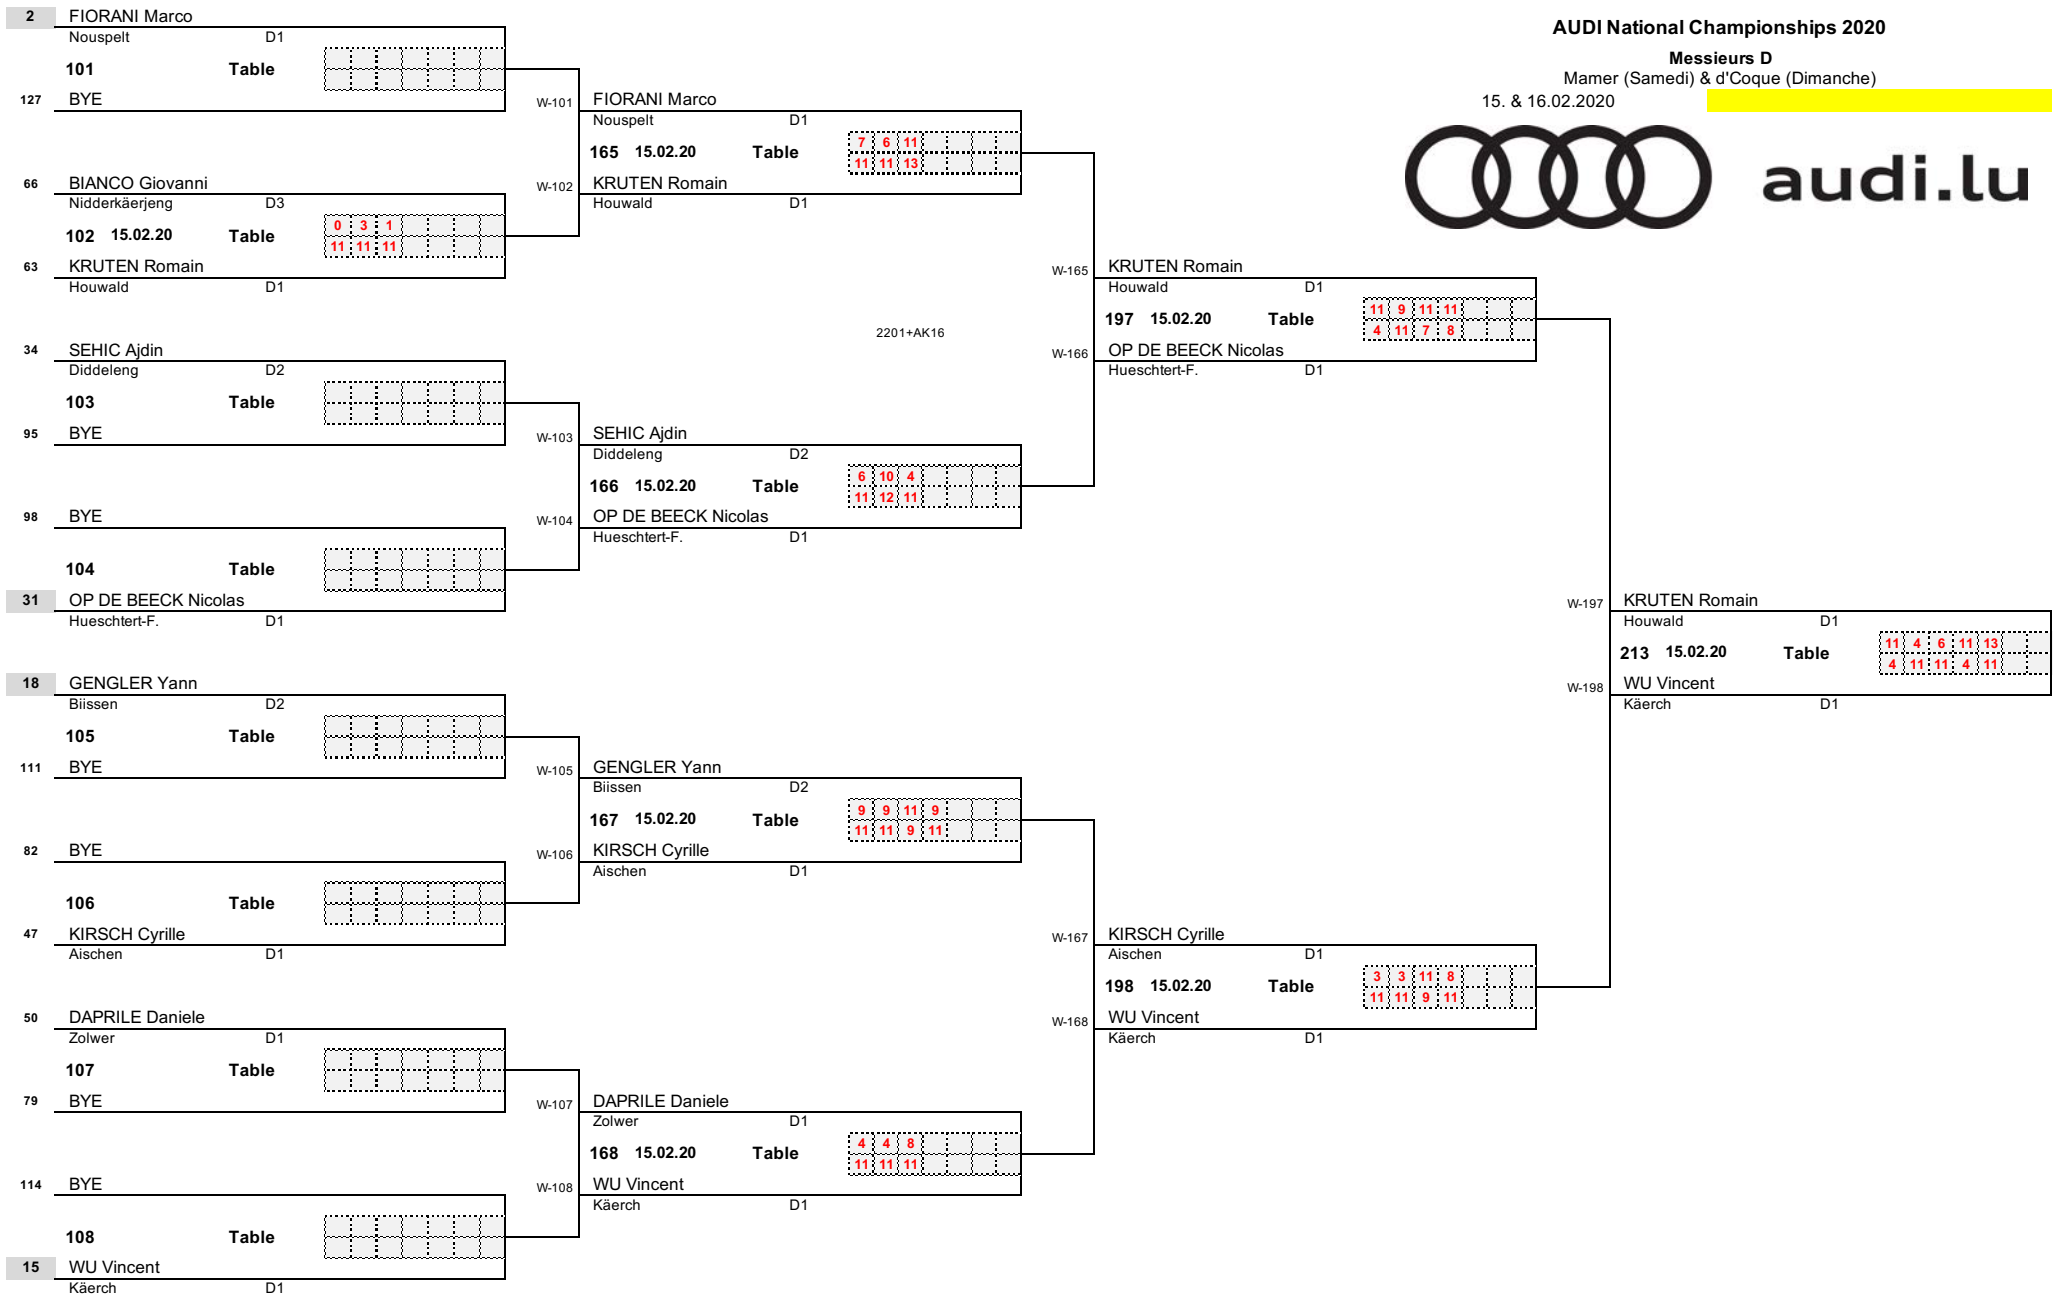 AUDI National Championships 2020
Messieurs D
Mamer (Samedi) & d'Coque (Dimanche)
15. & 16.02.2020
audi.lu
2 FIORANI Marco
Nouspelt D1
101 Table
127 BYE
66 BIANCO Giovanni
Nidderkäerjeng D3
102 15.02.20 Table
0 3 1
11 11 11
63 KRUTEN Romain
Houwald D1
34 SEHIC Ajdin
Diddeleng D2
103 Table
95 BYE
98 BYE
104 Table
31 OP DE BEECK Nicolas
Hueschtert-F. D1
18 GENGLER Yann
Biissen D2
105 Table
111 BYE
82 BYE
106 Table
47 KIRSCH Cyrille
Aischen D1
50 DAPRILE Daniele
Zolwer D1
107 Table
79 BYE
114 BYE
108 Table
15 WU Vincent
Käerch D1
W-101 FIORANI Marco
Nouspelt D1
165 15.02.20 Table
7 6 11
11 11 13
W-102 KRUTEN Romain
Houwald D1
2201+AK16
W-103 SEHIC Ajdin
Diddeleng D2
166 15.02.20 Table
6 10 4
11 12 11
W-104 OP DE BEECK Nicolas
Hueschtert-F. D1
W-105 GENGLER Yann
Biissen D2
167 15.02.20 Table
9 9 11 9
11 11 9 11
W-106 KIRSCH Cyrille
Aischen D1
W-107 DAPRILE Daniele
Zolwer D1
168 15.02.20 Table
4 4 8
11 11 11
W-108 WU Vincent
Käerch D1
W-165 KRUTEN Romain
Houwald D1
197 15.02.20 Table
11 9 11 11
4 11 7 8
W-166 OP DE BEECK Nicolas
Hueschtert-F. D1
W-167 KIRSCH Cyrille
Aischen D1
198 15.02.20 Table
3 3 11 8
11 11 9 11
W-168 WU Vincent
Käerch D1
W-197 KRUTEN Romain
Houwald D1
213 15.02.20 Table
11 4 6 11 13
4 11 11 4 11
W-198 WU Vincent
Käerch D1